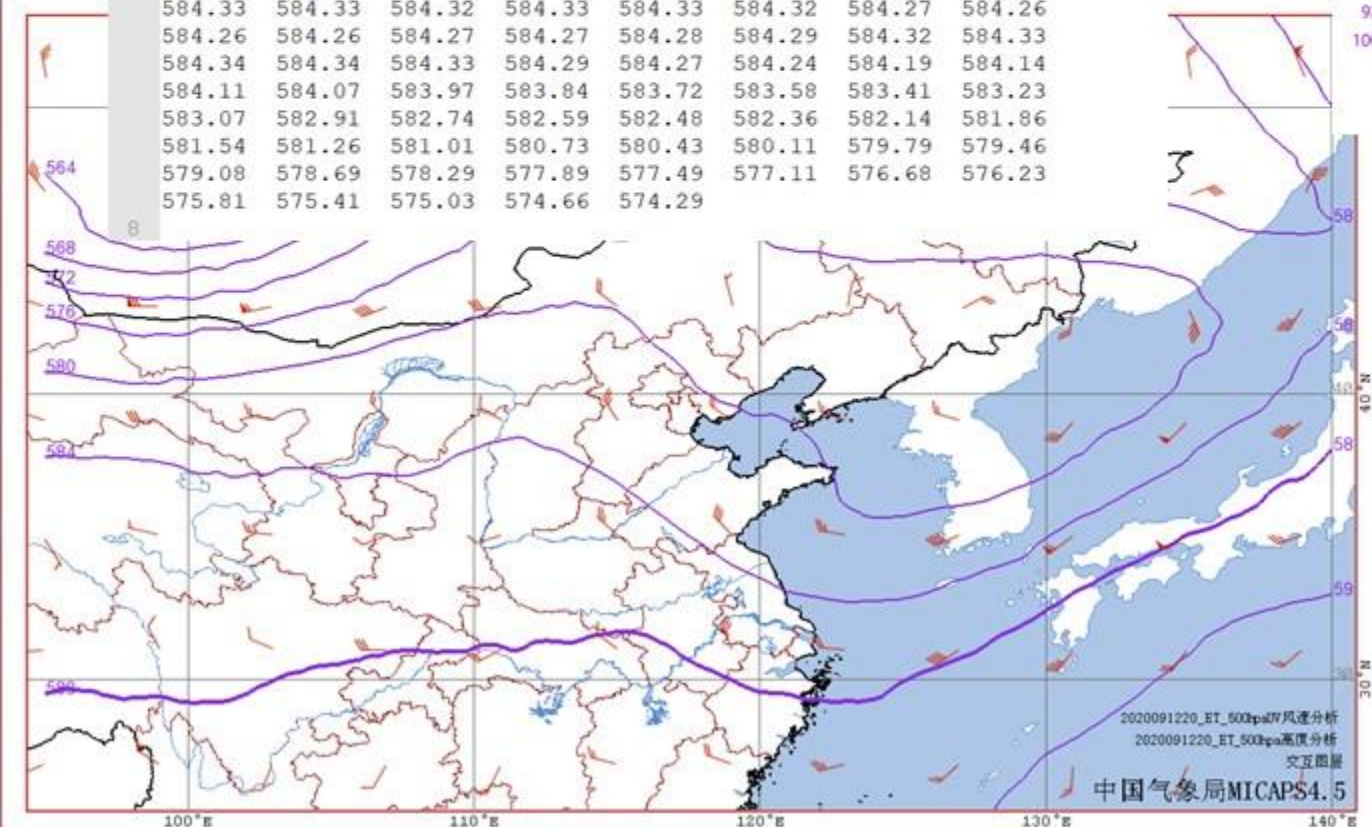 584.33 584.33 584.32 584.33 584.33 584.32 584.27 584.26
584.26 584.26 584.27 584.27 584.28 584.29 584.32 584.33
584.34 584.34 584.33 584.29 584.27 584.24 584.19 584.14
584.11 584.07 583.97 583.84 583.72 583.58 583.41 583.23
583.07 582.91 582.74 582.59 582.48 582.36 582.14 581.86
581.54 581.26 581.01 580.73 580.43 580.11 579.79 579.46
579.08 578.69 578.29 577.89 577.49 577.11 576.68 576.23
575.81 575.41 575.03 574.66 574.29
8
564
58
568
572
576
58
580
40°N
584
58
59
588
30°N
2020091220_ET_500hpaUV风速分析
2020091220_ET_500hpa高度分析
交互图层
中国气象局MICAPS4.5
100°E 110°E 120°E 130°E 140°E